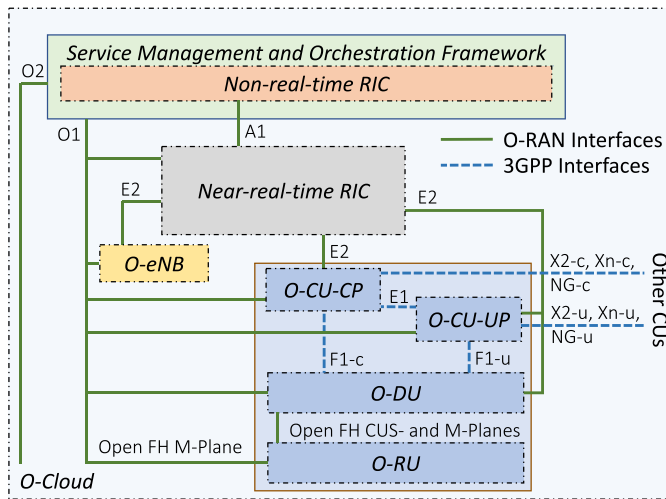 Service Management and Orchestration Framework
Non-real-time RIC
O2
O1
A1
O-RAN Interfaces
3GPP Interfaces
Near-real-time RIC
E2
E2
E2
O-eNB
O-CU-CP
X2-c, Xn-c,
NG-c
E1
O-CU-UP
X2-u, Xn-u,
NG-u
Other CUs
F1-c
F1-u
O-DU
Open FH CUS- and M-Planes
Open FH M-Plane
O-RU
O-Cloud